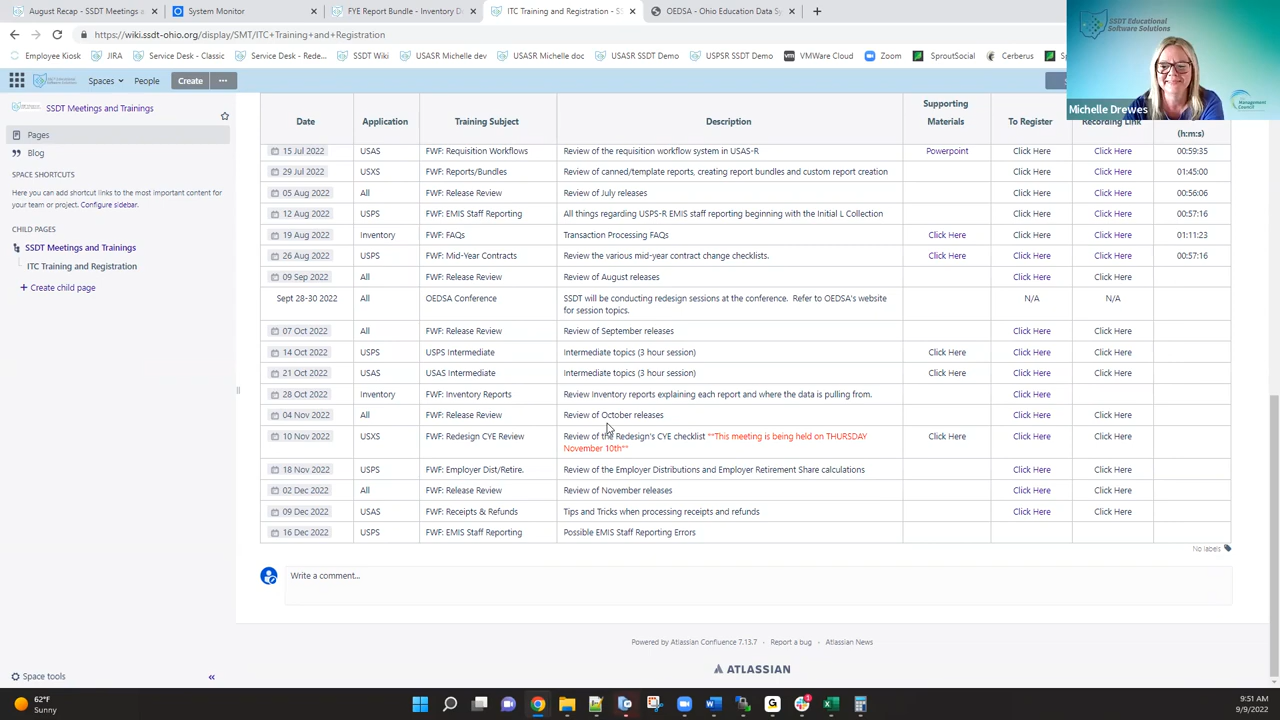 August Recap - SSDT Meetings a
System Monitor
FYE Report Bundle - Inventory D
ITC Training and Registration - S
OEDSA - Ohio Education Data Sy
wiki.ssdt-ohio.org/display/SMT/ITC+Training+and+Registration
Employee Kiosk JIRA Service Desk - Classic Service Desk - Rede... SSDT Wiki USASR Michelle dev USPSR Michelle doc USASR SSDT Demo USPSR SSDT Demo VMWare Cloud Zoom SproutSocial Cerberus
SSDT Educational
Software Solutions
Management
Council
Michelle Drewes
Spaces People Create ...
SSDT Meetings and Trainings
Pages
Blog
SPACE SHORTCUTS
Here you can add shortcut links to the most important content for
your team or project. Configure sidebar.
CHILD PAGES
SSDT Meetings and Trainings
ITC Training and Registration
+ Create child page
Space tools
Date Application Training Subject Description Supporting Materials To Register Recording Link (h:m:s)
15 Jul 2022 USAS FWF: Requisition Workflows Review of the requisition workflow system in USAS-R Powerpoint Click Here Click Here 00:59:35
29 Jul 2022 USXS FWF: Reports/Bundles Review of canned/template reports, creating report bundles and custom report creation Click Here Click Here 01:45:00
05 Aug 2022 All FWF: Release Review Review of July releases Click Here Click Here 00:56:06
12 Aug 2022 USPS FWF: EMIS Staff Reporting All things regarding USPS-R EMIS staff reporting beginning with the Initial L Collection Click Here Click Here 00:57:16
19 Aug 2022 Inventory FWF: FAQs Transaction Processing FAQs Click Here Click Here Click Here 01:11:23
26 Aug 2022 USPS FWF: Mid-Year Contracts Review the various mid-year contract change checklists. Click Here Click Here Click Here 00:57:16
09 Sep 2022 All FWF: Release Review Review of August releases Click Here Click Here
Sept 28-30 2022 All OEDSA Conference SSDT will be conducting redesign sessions at the conference. Refer to OEDSA's website N/A N/A
for session topics.
07 Oct 2022 All FWF: Release Review Review of September releases Click Here Click Here
14 Oct 2022 USPS USPS Intermediate Intermediate topics (3 hour session) Click Here Click Here Click Here
21 Oct 2022 USAS USAS Intermediate Intermediate topics (3 hour session) Click Here Click Here Click Here
28 Oct 2022 Inventory FWF: Inventory Reports Review Inventory reports explaining each report and where the data is pulling from. Click Here
04 Nov 2022 All FWF: Release Review Review of October releases Click Here Click Here
10 Nov 2022 USXS FWF: Redesign CYE Review Review of the Redesign's CYE checklist **This meeting is being held on THURSDAY Click Here Click Here Click Here
November 10th**
18 Nov 2022 USPS FWF: Employer Dist/Retire. Review of the Employer Distributions and Employer Retirement Share calculations Click Here Click Here
02 Dec 2022 All FWF: Release Review Review of November releases Click Here Click Here
09 Dec 2022 USAS FWF: Receipts & Refunds Tips and Tricks when processing receipts and refunds Click Here Click Here
16 Dec 2022 USPS FWF: EMIS Staff Reporting Possible EMIS Staff Reporting Errors
No labels
Write a comment...
Powered by Atlassian Confluence 7.13.7 · Report a bug · Atlassian News
ATLASSIAN
62°F
Sunny
9:51 AM
9/9/2022